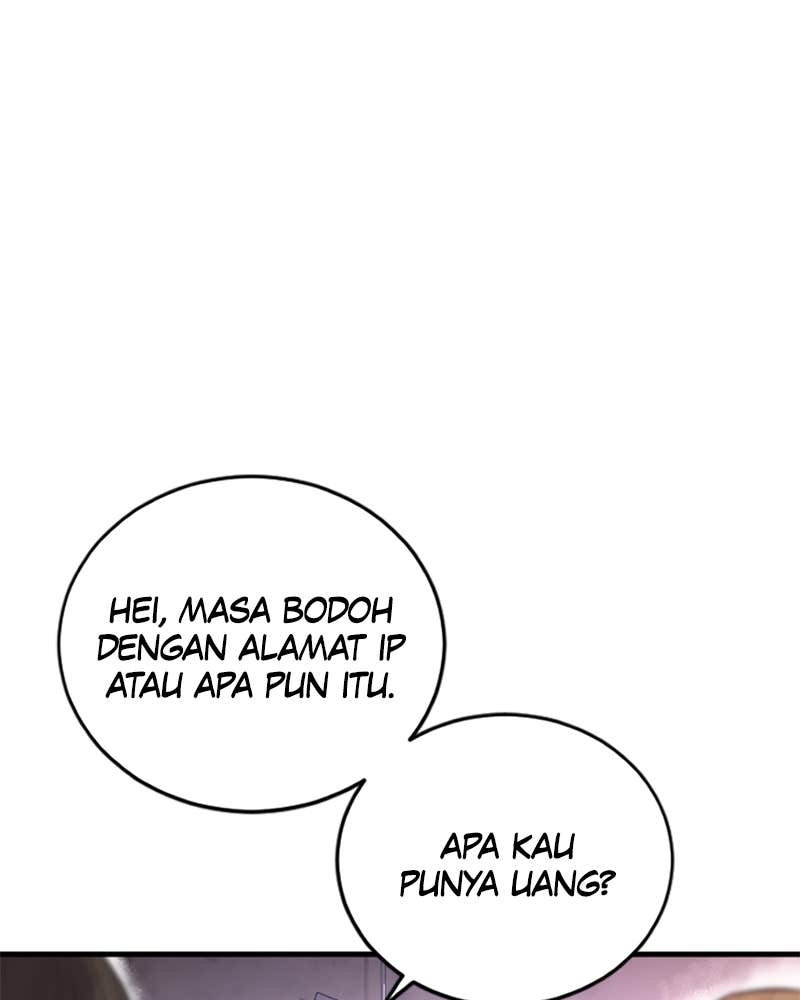 HEI, MASA BODOH
DENGAN ALAMAT IP
ATAU APA PUN ITU.
APA KAU
PUNYA UANG?